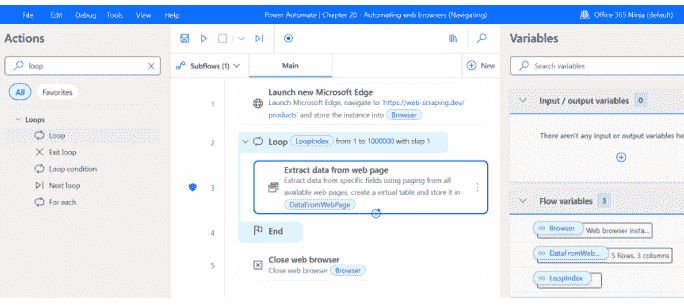 File Edit Debug Tools View Help
Power Automate | Chapter 20 - Automating web browsers (Navigating)
Office 365 Ninja (default)
Actions
loop
All Favorites
Loops
Loop
Exit loop
Loop condition
Next loop
For each
Subflows (1) Main New
1
Launch new Microsoft Edge
Launch Microsoft Edge, navigate to 'https://web-scraping.dev/
products' and store the instance into Browser
2
Loop LoopIndex from 1 to 1000000 with step 1
3
Extract data from web page
Extract data from specific fields using paging from all
available web pages, create a virtual table and store it in
DataFromWebPage
4
End
5
Close web browser
Close web browser Browser
Variables
Search variables
Input / output variables 0
There aren't any input or output variables he
Flow variables 3
(x) Browser Web browser insta...
(x) DataFromWeb... 5 Rows, 3 columns
(x) LoopIndex